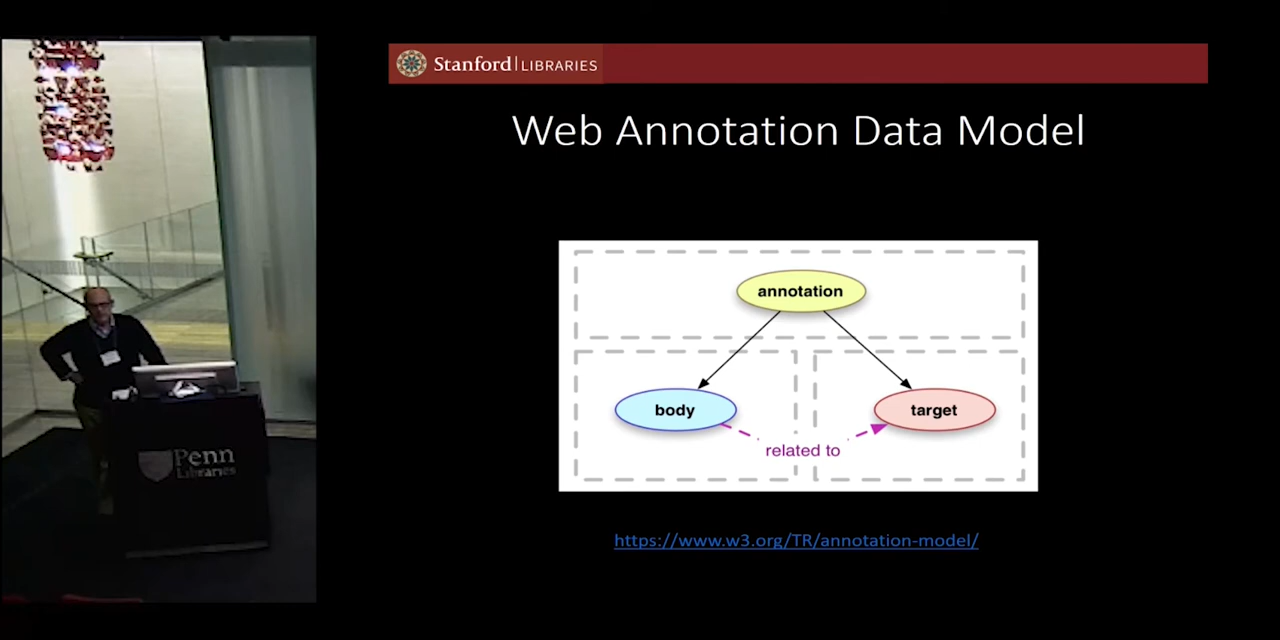 Stanford | LIBRARIES
Web Annotation Data Model
annotation
body
target
related to
https://www.w3.org/TR/annotation-model/
Penn
Libraries